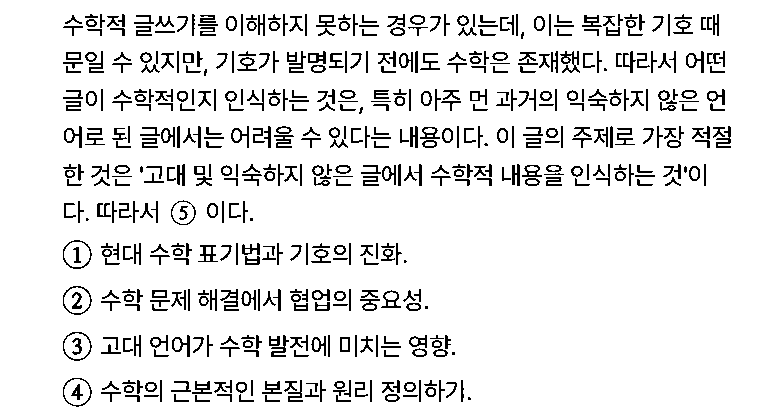 수학적 글쓰기를 이해하지 못하는 경우가 있는데, 이는 복잡한 기호 때
문일 수 있지만, 기호가 발명되기 전에도 수학은 존재했다. 따라서 어떤
글이 수학적인지 인식하는 것은, 특히 아주 먼 과거의 익숙하지 않은 언
어로 된 글에서는 어려울 수 있다는 내용이다. 이 글의 주제로 가장 적절
한 것은 '고대 및 익숙하지 않은 글에서 수학적 내용을 인식하는 것'이
다. 따라서 ⑤ 이다.
① 현대 수학 표기법과 기호의 진화.
② 수학 문제 해결에서 협업의 중요성.
③ 고대 언어가 수학 발전에 미치는 영향.
④ 수학의 근본적인 본질과 원리 정의하기.